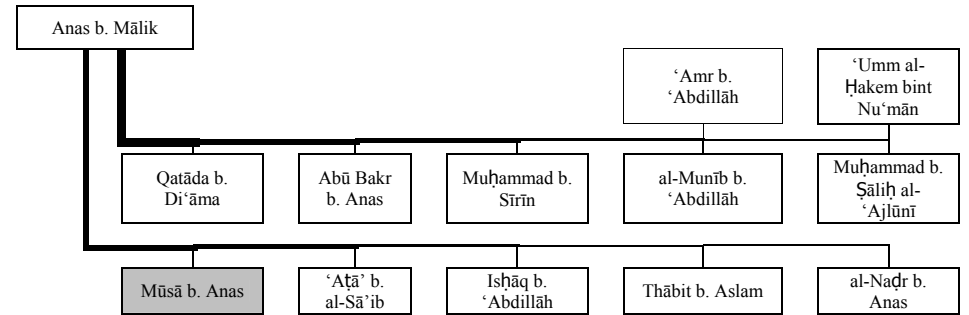 Anas b. Mālik
‘Amr b.
‘Abdillāh
‘Umm al-
Ḥakem bint
Nu‘mān
Qatāda b.
Di‘āma
Abū Bakr
b. Anas
Muḥammad b.
Sīrīn
al-Munīb b.
‘Abdillāh
Muḥammad b.
Ṣāliḥ al-
‘Ajlūnī
Mūsā b. Anas
‘Aṭā’ b.
al-Sā’ib
Isḥāq b.
‘Abdillāh
Thābit b. Aslam
al-Naḍr b.
Anas